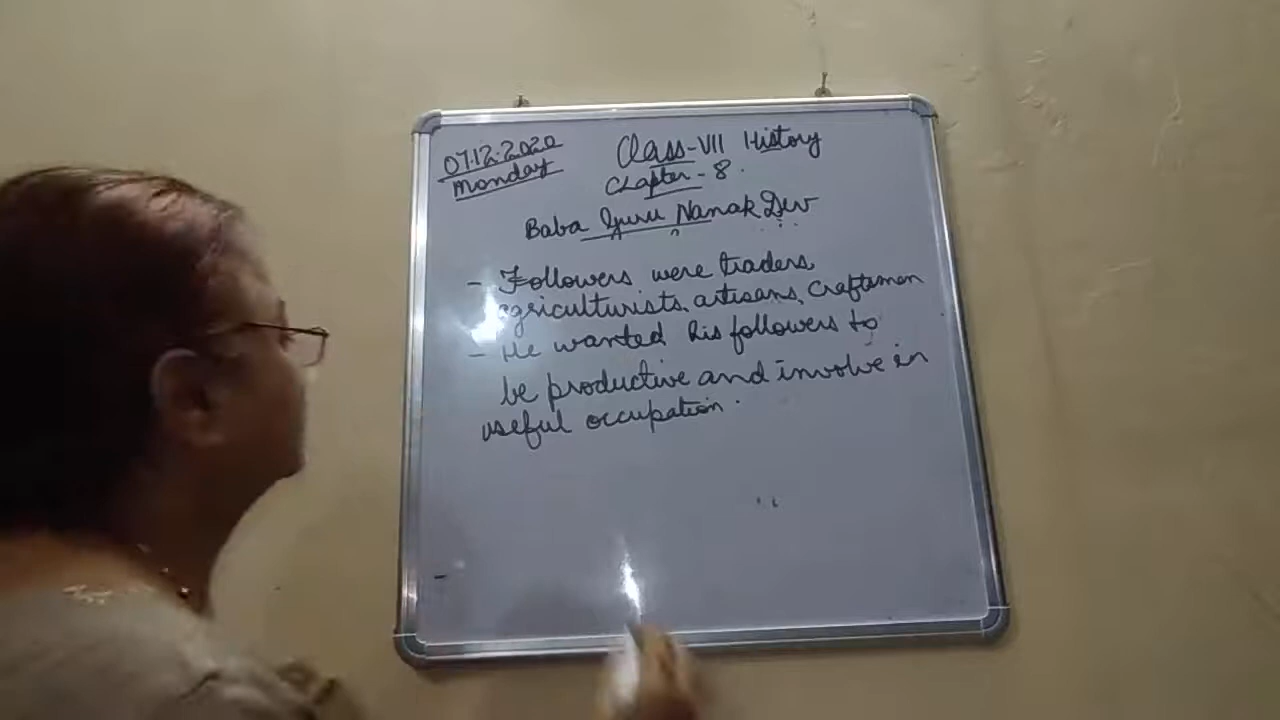 07.12.2020
Monday
Class-VII History
Chapter - 8.
Baba Guru Nanak Dev
- Followers were traders,
agriculturists, artisans, craftsmen
- He wanted his followers to
be productive and involve in
useful occupation.